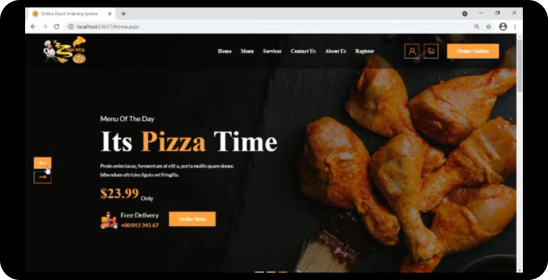 Online Food Ordering System
localhost:59617/Home.aspx
Home Menu Services Contact Us About Us Register
Order Online
Menu Of The Day
Its Pizza Time
Proin enim lacus, fermentum at elit a, porta mollis quam donec
bibendum ultricies ligula vel fringilla.
$23.99 Only
Free Delivery
+00 012 345 67
Order Now